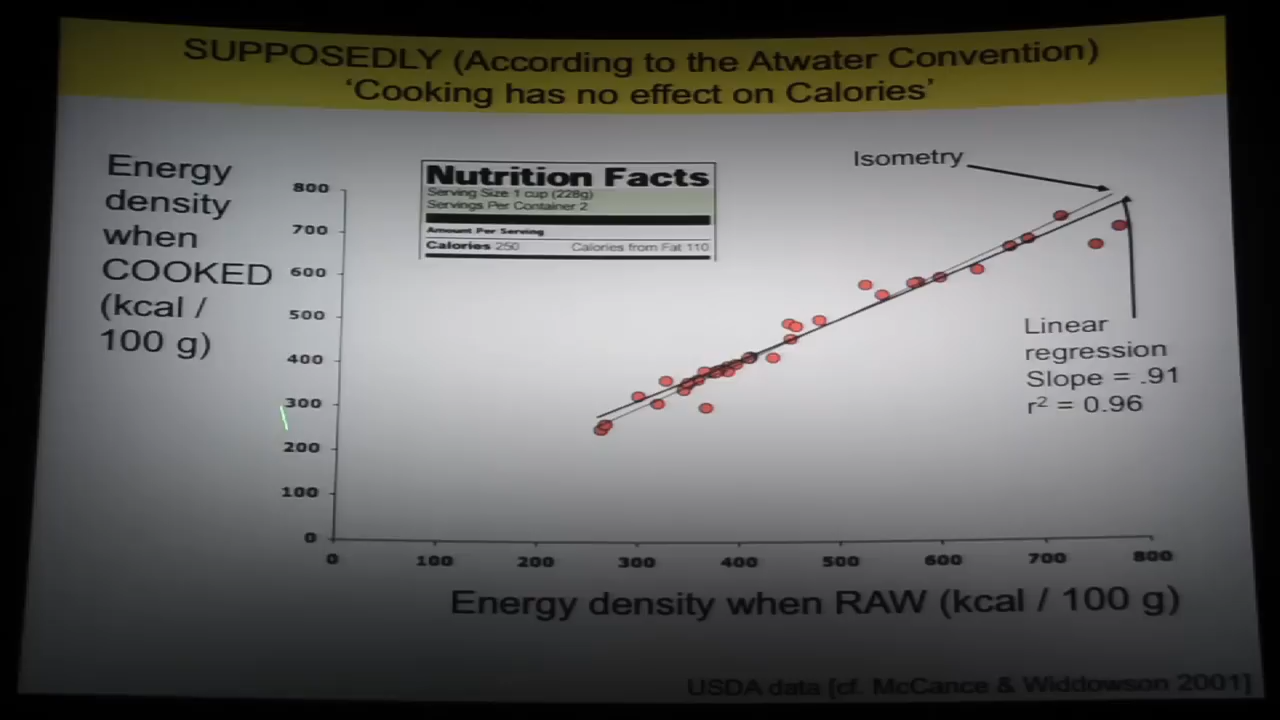 SUPPOSEDLY (According to the Atwater Convention)
‘Cooking has no effect on Calories’
Energy
density
when
COOKED
(kcal /
100 g)
800
700
600
500
400
300
200
100
0
Nutrition Facts
Serving Size 1 cup (228g)
Servings Per Container 2
Amount Per Serving
Calories 250 Calories from Fat 110
Isometry
Linear
regression
Slope = .91
r² = 0.96
0 100 200 300 400 500 600 700 800
Energy density when RAW (kcal / 100 g)
USDA data [cf. McCance & Widdowson 2001]